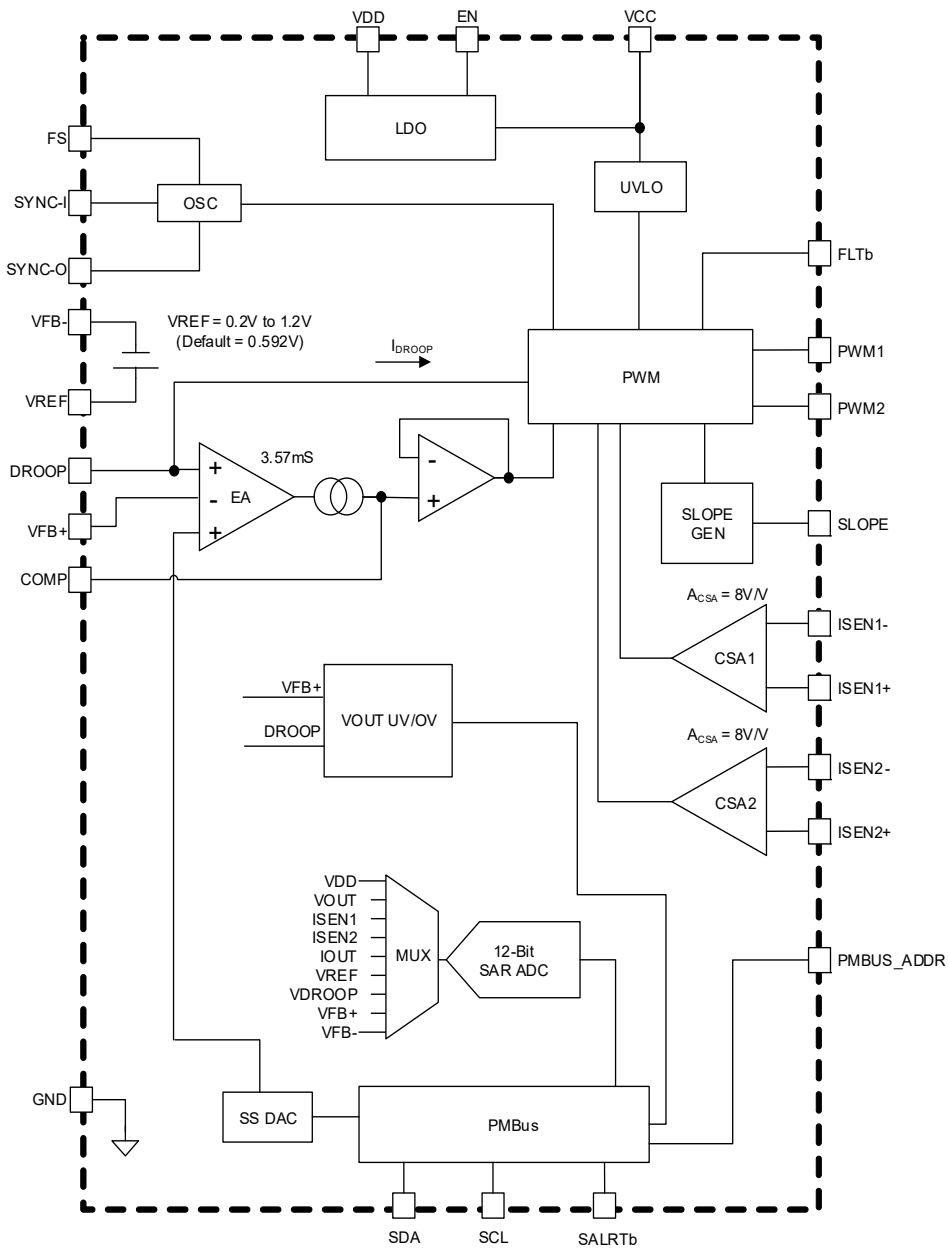 VDD
EN
VCC
FS
LDO
SYNC-I
OSC
UVLO
SYNC-O
FLTb
VFB-
VREF = 0.2V to 1.2V
(Default = 0.592V)
IDROOP
PWM
PWM1
VREF
PWM2
DROOP
+
3.57mS
-
EA
-
+
VFB+
+
SLOPE
GEN
SLOPE
COMP
ACSA = 8V/V
ISEN1-
CSA1
ISEN1+
VFB+
DROOP
VOUT UV/OV
ACSA = 8V/V
ISEN2-
CSA2
ISEN2+
VDD
VOUT
ISEN1
ISEN2
IOUT
VREF
VDROOP
VFB+
VFB-
MUX
12-Bit
SAR ADC
PMBUS_ADDR
GND
SS DAC
PMBus
SDA
SCL
SALRTb